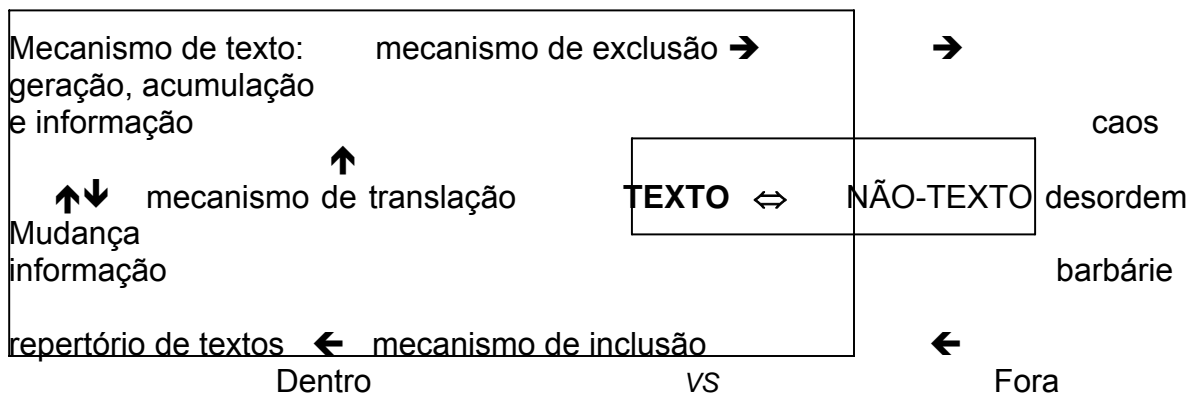 Mecanismo de texto: mecanismo de exclusão ➔ ➔
geração, acumulação
e informação caos
↑
↑↓ mecanismo de translação TEXTO ⇔ NÃO-TEXTO desordem
Mudança
informação barbárie
repertório de textos ← mecanismo de inclusão ←
Dentro VS Fora